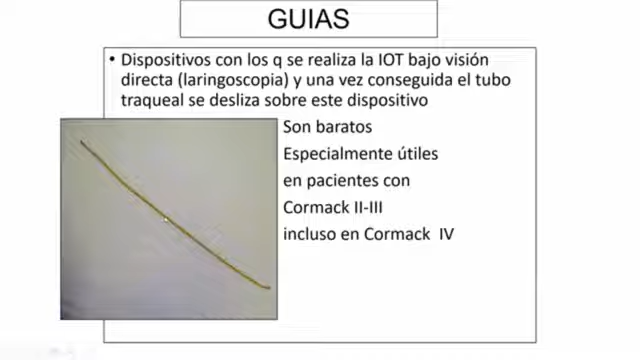 GUIAS
• Dispositivos con los q se realiza la IOT bajo visión
directa (laringoscopia) y una vez conseguida el tubo
traqueal se desliza sobre este dispositivo
Son baratos
Especialmente útiles
en pacientes con
Cormack II-III
incluso en Cormack IV